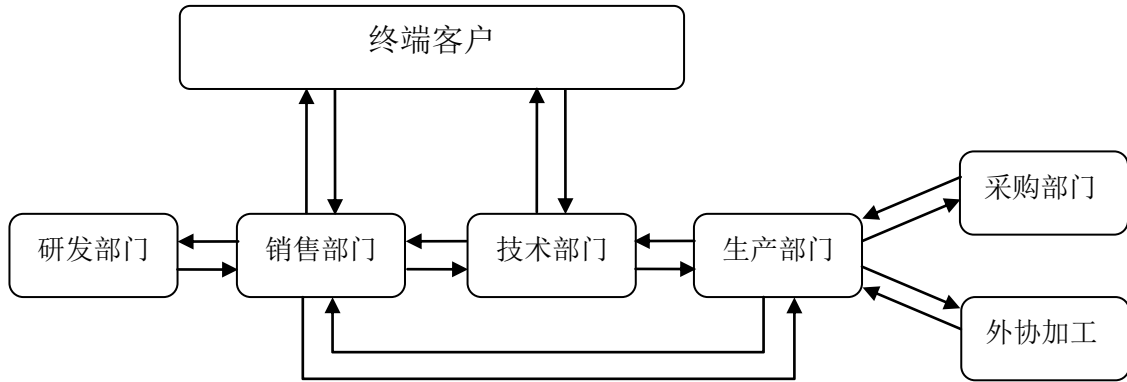 终端客户
采购部门
研发部门
销售部门
技术部门
生产部门
外协加工